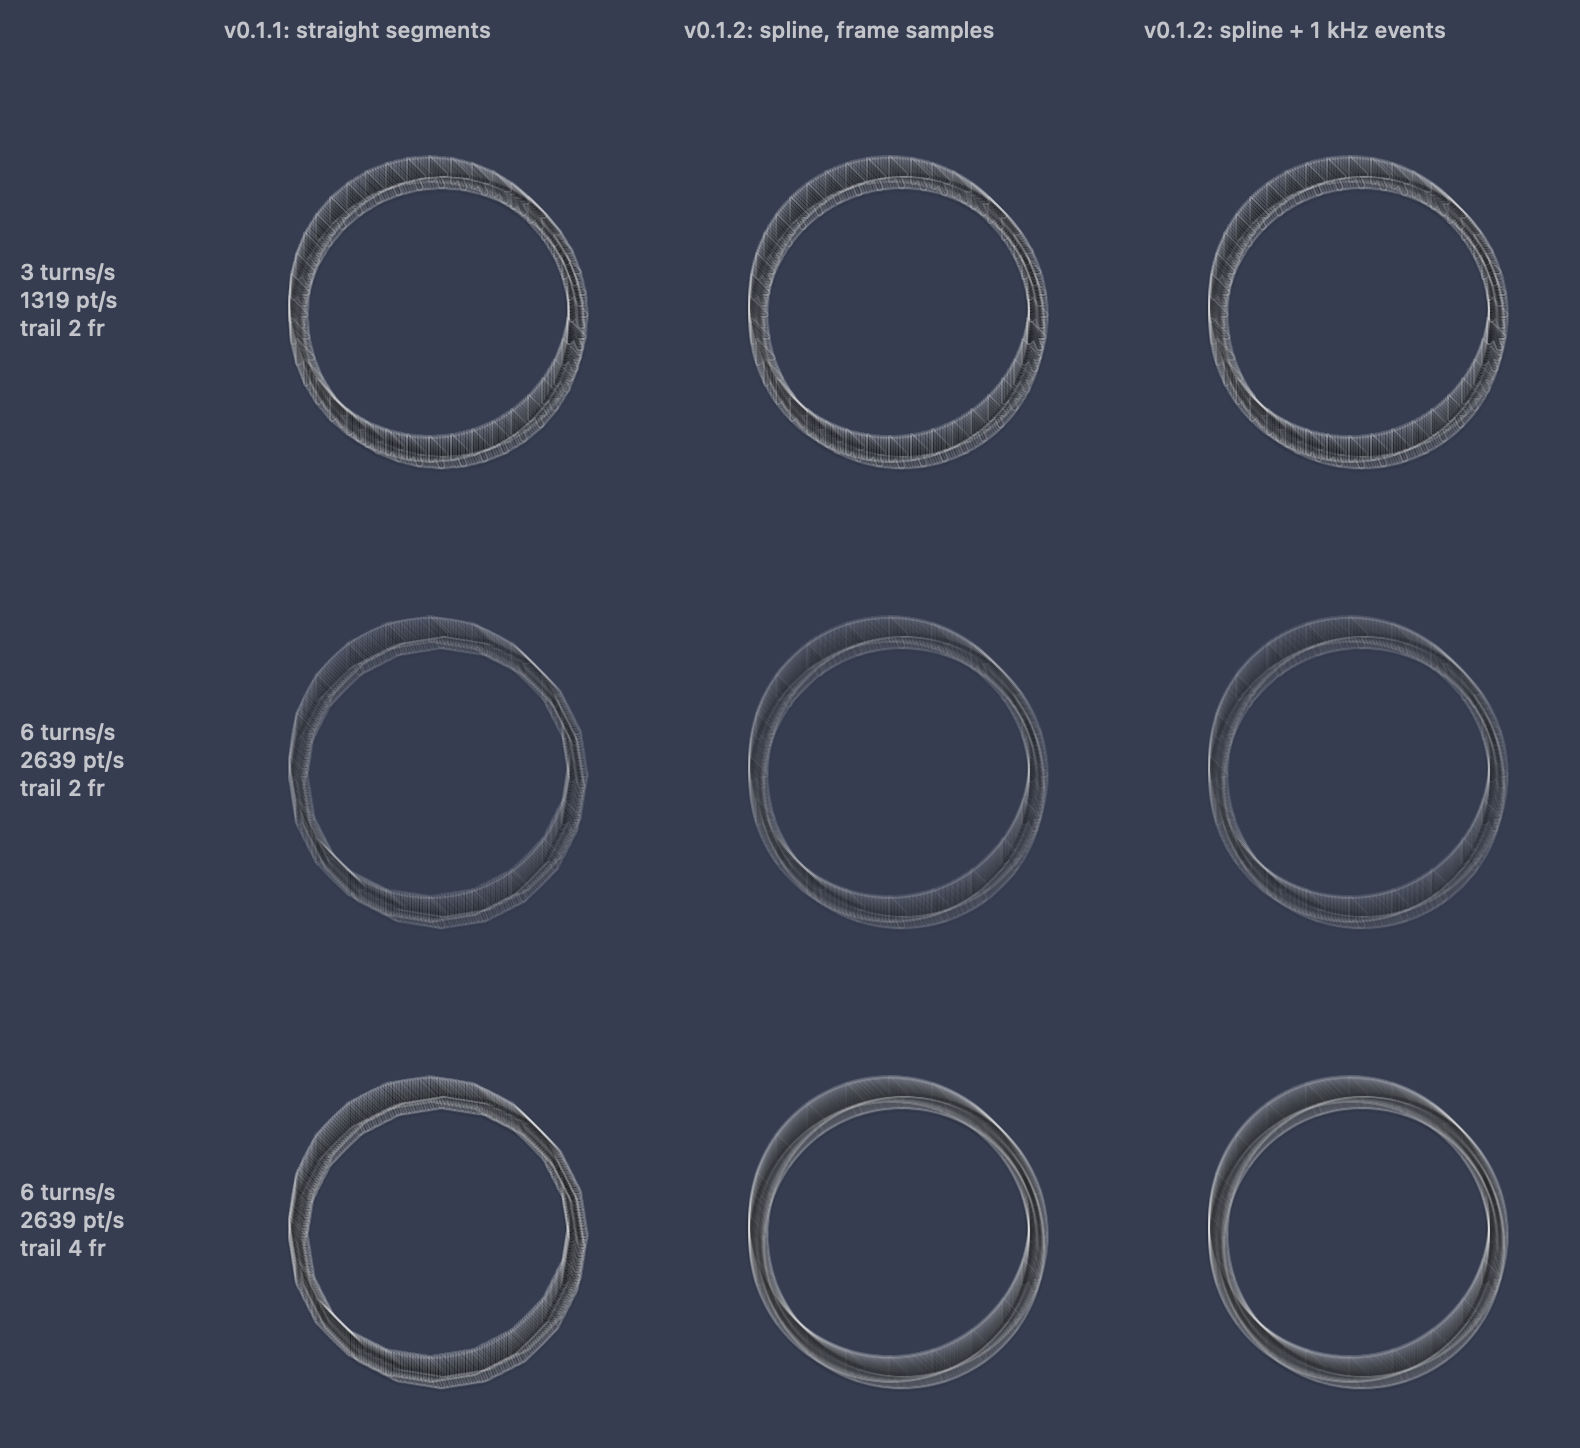 v0.1.1: straight segments
v0.1.2: spline, frame samples
v0.1.2: spline + 1 kHz events
3 turns/s
1319 pt/s
trail 2 fr
6 turns/s
2639 pt/s
trail 2 fr
6 turns/s
2639 pt/s
trail 4 fr